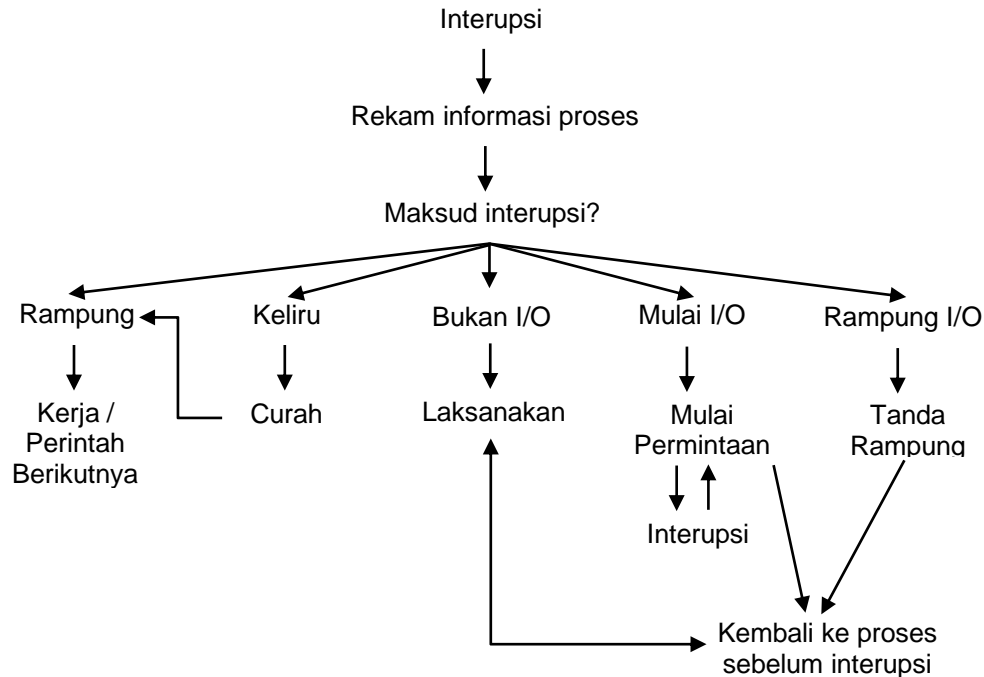 Interupsi
Rekam informasi proses
Maksud interupsi?
Rampung
Keliru
Bukan I/O
Mulai I/O
Rampung I/O
Kerja /
Perintah
Berikutnya
Curah
Laksanakan
Mulai
Permintaan
Tanda
Rampung
Interupsi
Kembali ke proses
sebelum interupsi